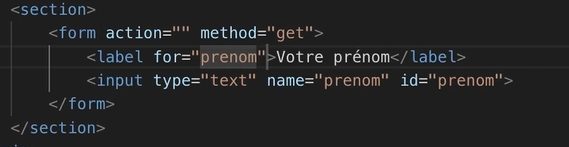 <section>
<form action="" method="get">
<label for="prenom">Votre prénom</label>
<input type="text" name="prenom" id="prenom">
</form>
</section>